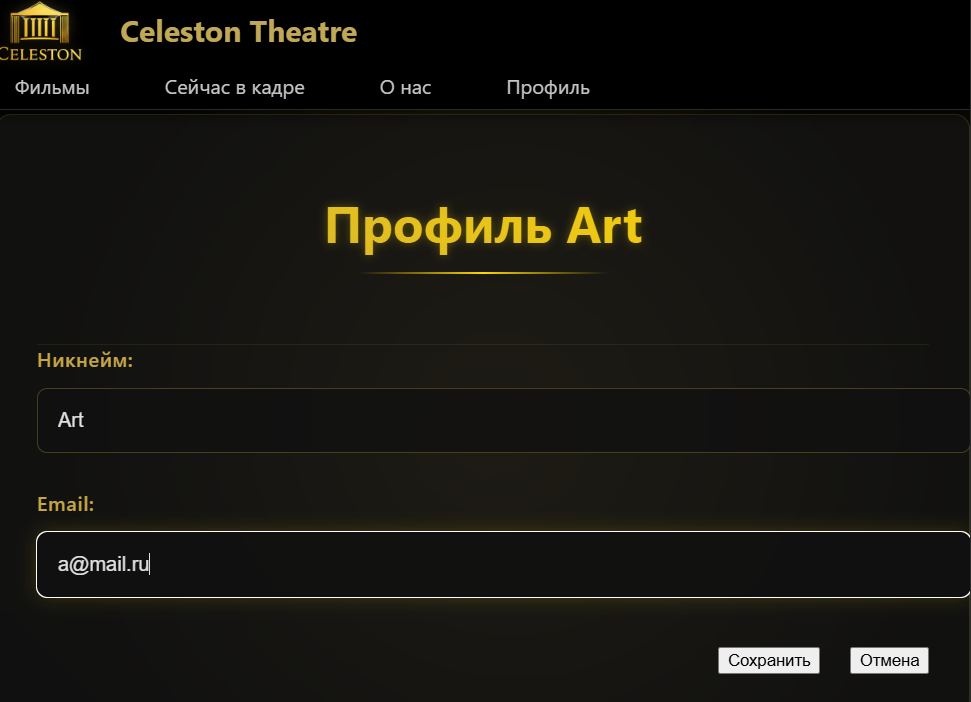 CELESTON
Celeston Theatre
Фильмы Сейчас в кадре О нас Профиль
Профиль Art
Никнейм:
Art
Email:
a@mail.ru
Сохранить Отмена